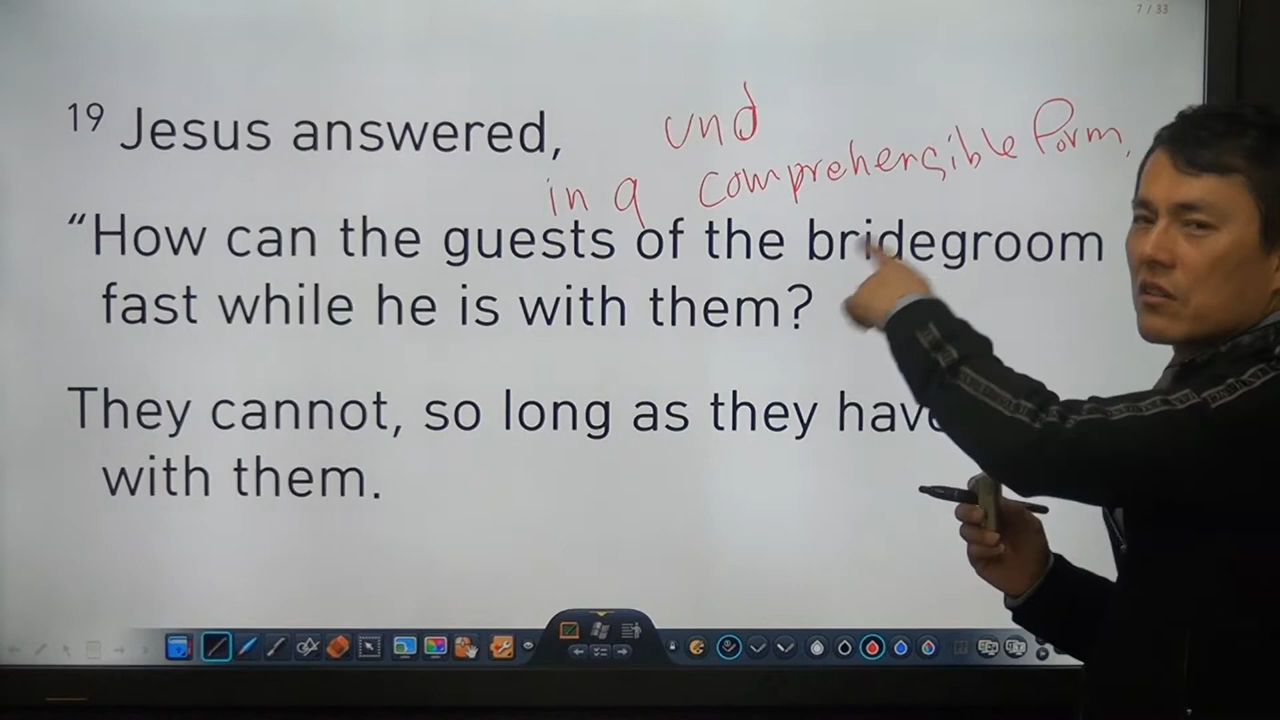 7 / 33
19 Jesus answered,
und
in a comprehensible form,
“How can the guests of the bridegroom
fast while he is with them?
They cannot, so long as they have
with them.